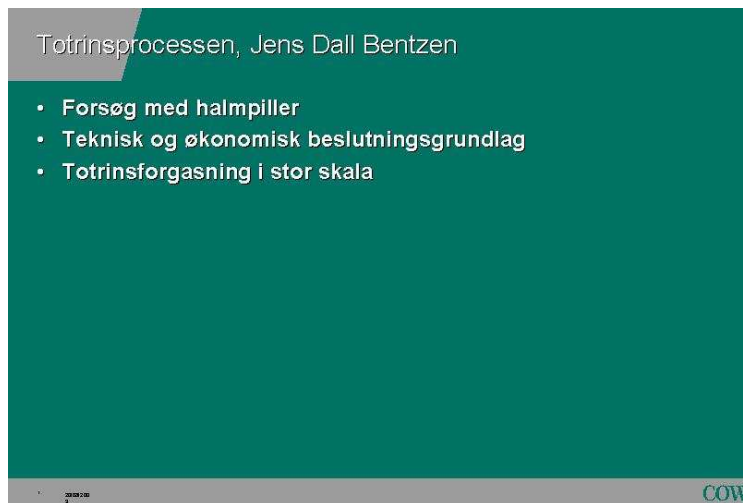 Totrinsprocessen, Jens Dall Bentzen
• Forsøg med halmpiller
• Teknisk og økonomisk beslutningsgrundlag
• Totrinsforgasning i stor skala
COW